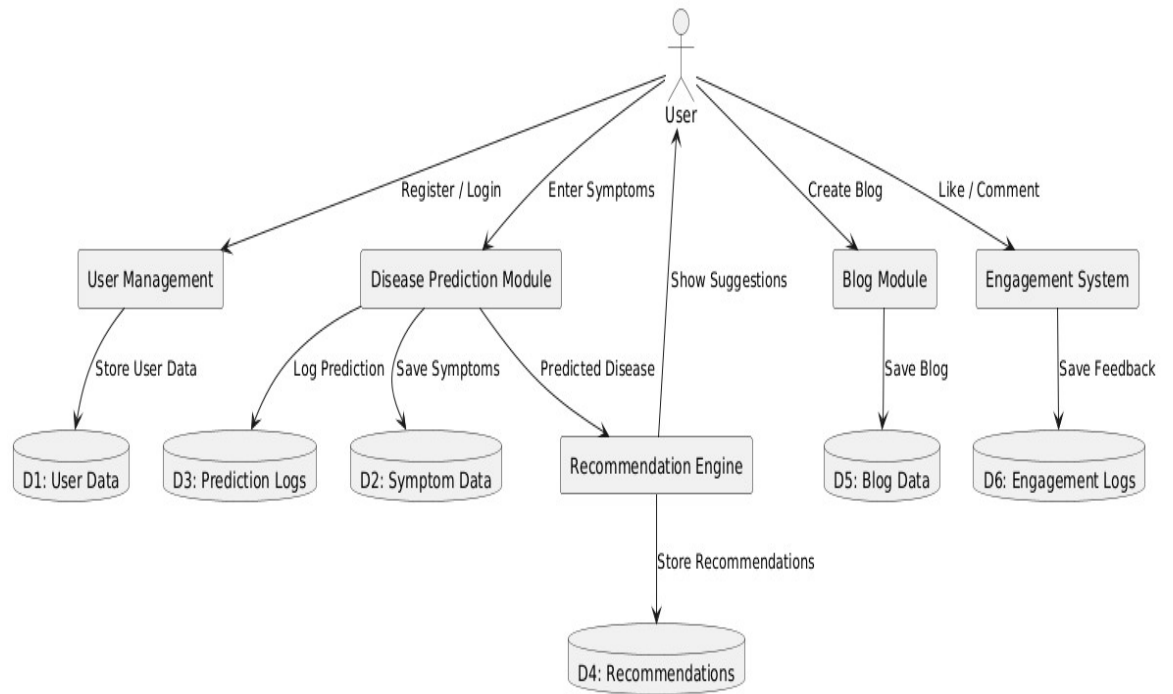 User
Register / Login
Enter Symptoms
Create Blog
Like / Comment
User Management
Disease Prediction Module
Show Suggestions
Blog Module
Engagement System
Store User Data
Log Prediction
Save Symptoms
Predicted Disease
Save Blog
Save Feedback
D1: User Data
D3: Prediction Logs
D2: Symptom Data
Recommendation Engine
D5: Blog Data
D6: Engagement Logs
Store Recommendations
D4: Recommendations